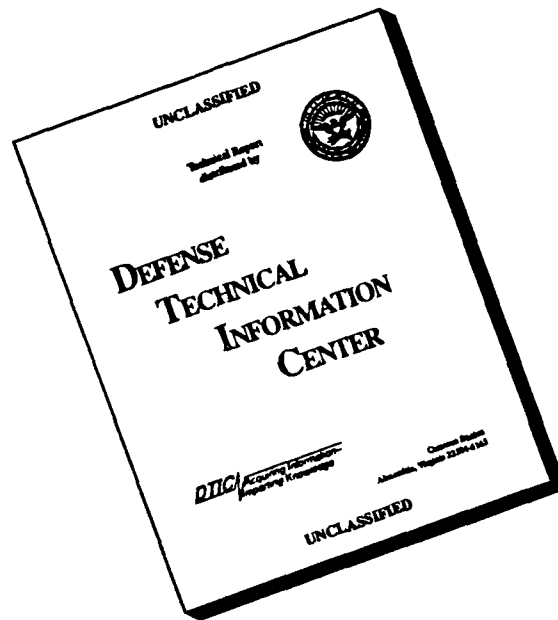 UNCLASSIFIED
Technical Report
distributed by
DEFENSE
TECHNICAL
INFORMATION
CENTER
DTIC Acquiring Information-
Imparting Knowledge
Cameron Station
Alexandria, Virginia 22304-6145
UNCLASSIFIED